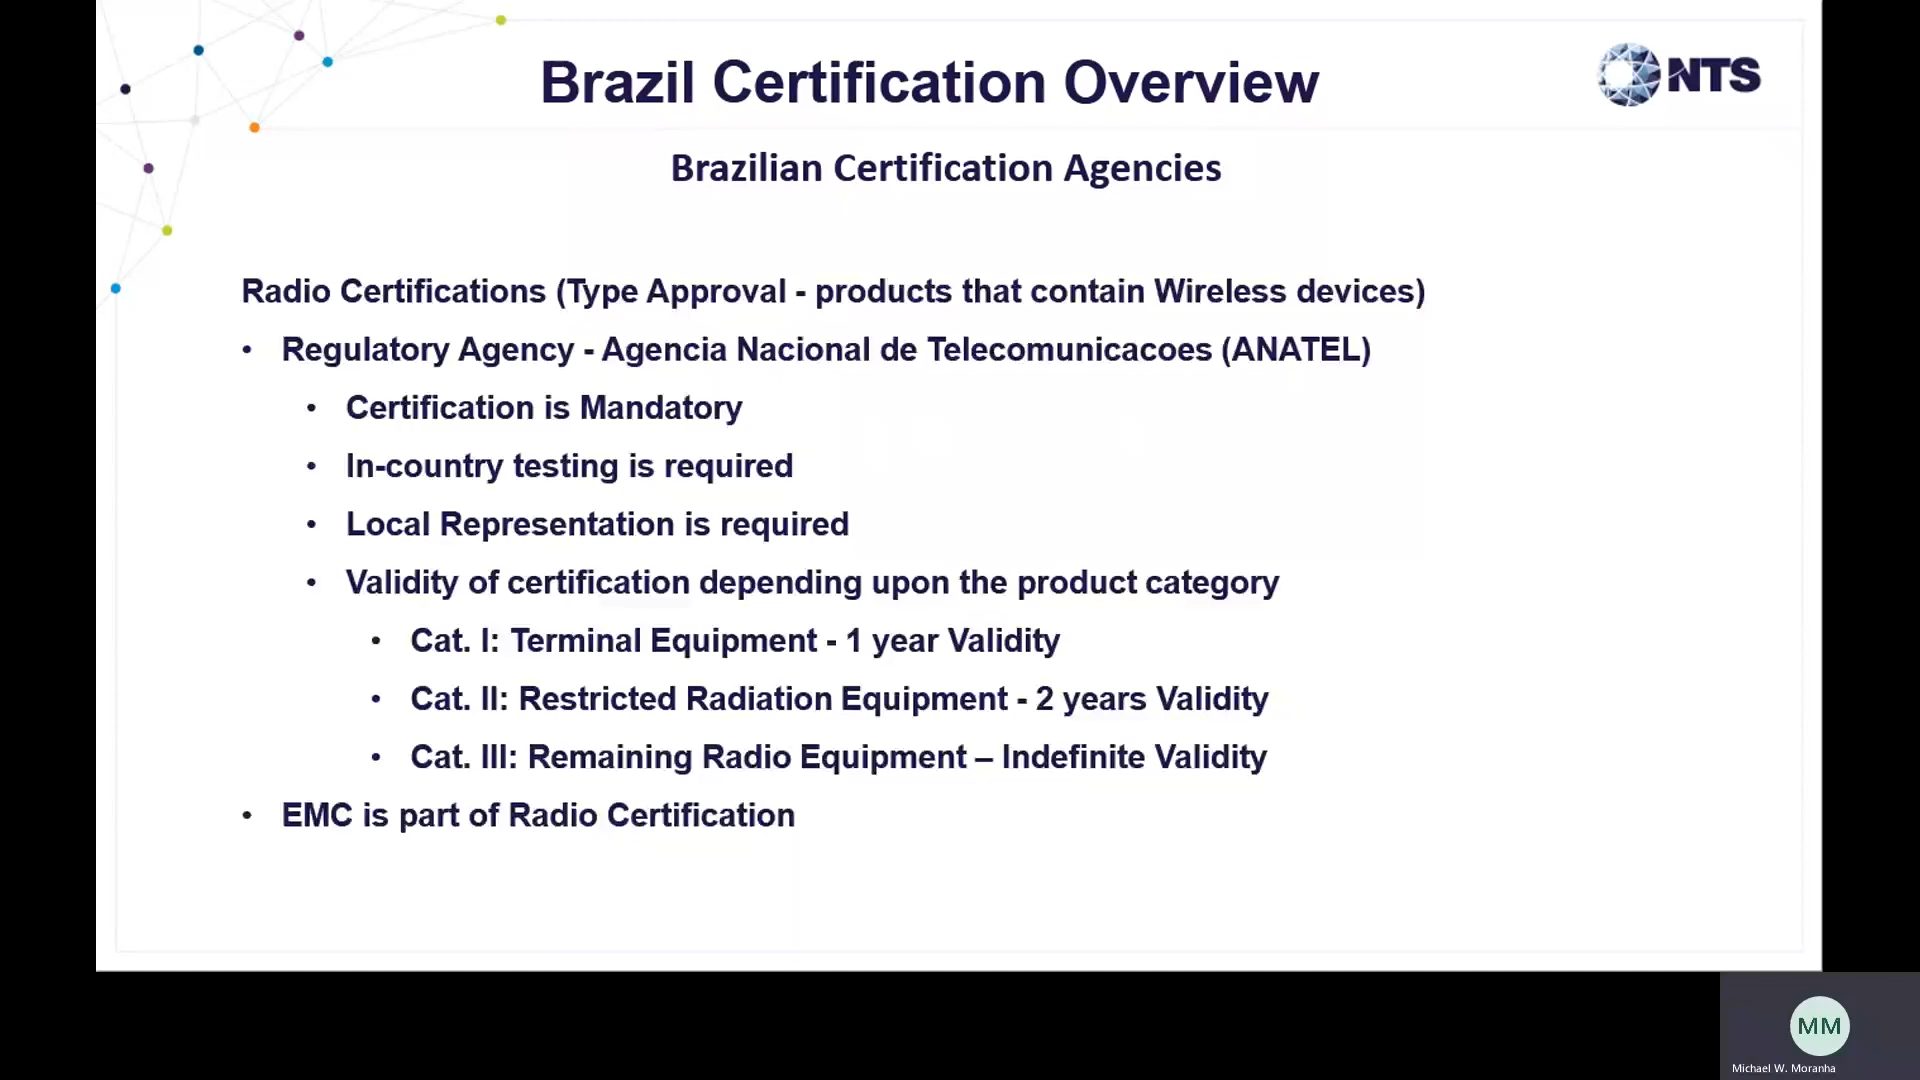 Brazil Certification Overview
NTS
Brazilian Certification Agencies
Radio Certifications (Type Approval - products that contain Wireless devices)
• Regulatory Agency - Agencia Nacional de Telecomunicacoes (ANATEL)
• Certification is Mandatory
• In-country testing is required
• Local Representation is required
• Validity of certification depending upon the product category
• Cat. I: Terminal Equipment - 1 year Validity
• Cat. II: Restricted Radiation Equipment - 2 years Validity
• Cat. III: Remaining Radio Equipment – Indefinite Validity
• EMC is part of Radio Certification
MM
Michael W. Moranha